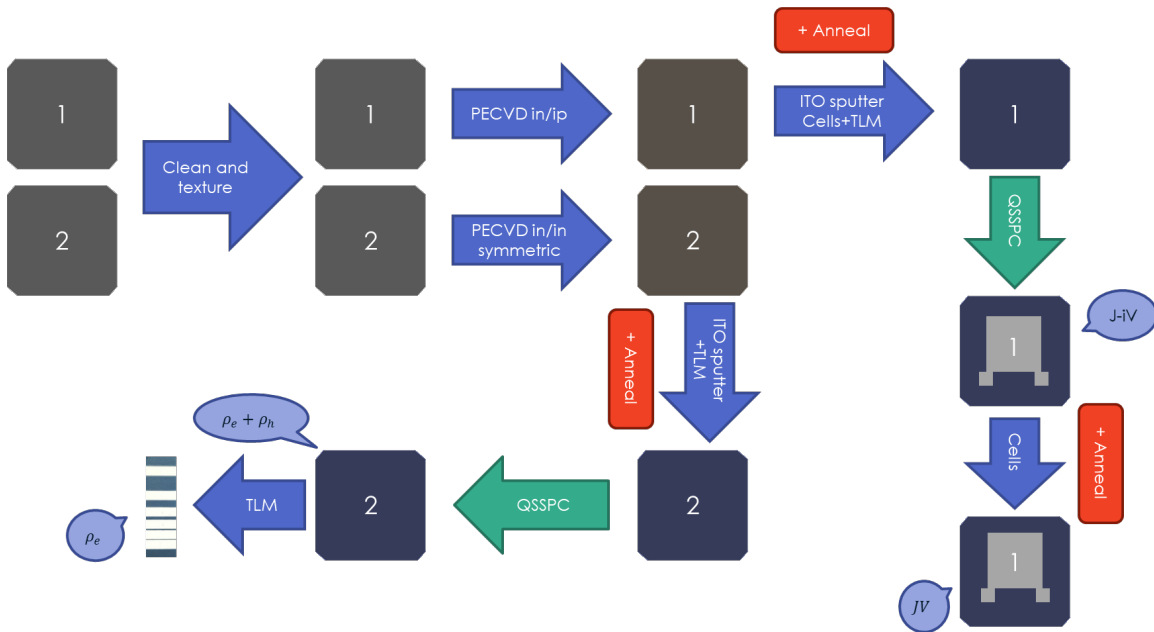 + Anneal
1
Clean and
texture
1
PECVD in/ip
1
ITO sputter
Cells+TLM
1
2
2
PECVD in/in
symmetric
2
QSSPC
+ Anneal
ITO sputter
+TLM
1
J-iV
ρₑ + ρₕ
Cells
+ Anneal
ρₑ
TLM
2
QSSPC
2
1
JV